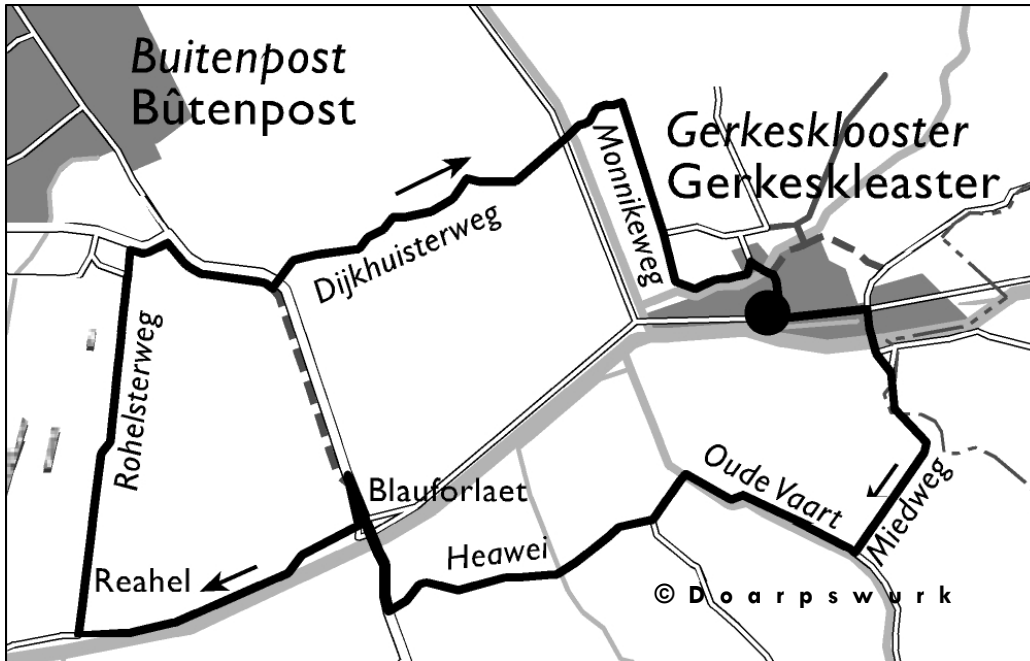 Buitenpost
Bûtenpost
Gerkesklooster
Gerkeskleaster
Monnikeweg
Dijkhuisterweg
Rohelsterweg
Blauforlaet
Oude Vaart
Miedweg
Heawei
Reahel
© Doarpswurk